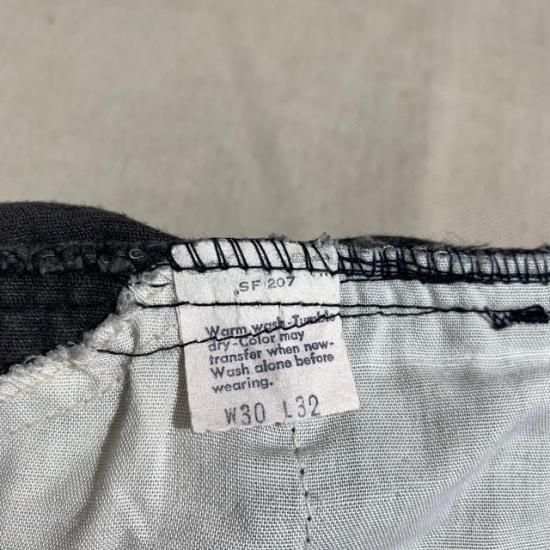 SF 207
Warm wash-Tumble
dry-Color may
transfer when new-
Wash alone before
wearing.
W30 L32